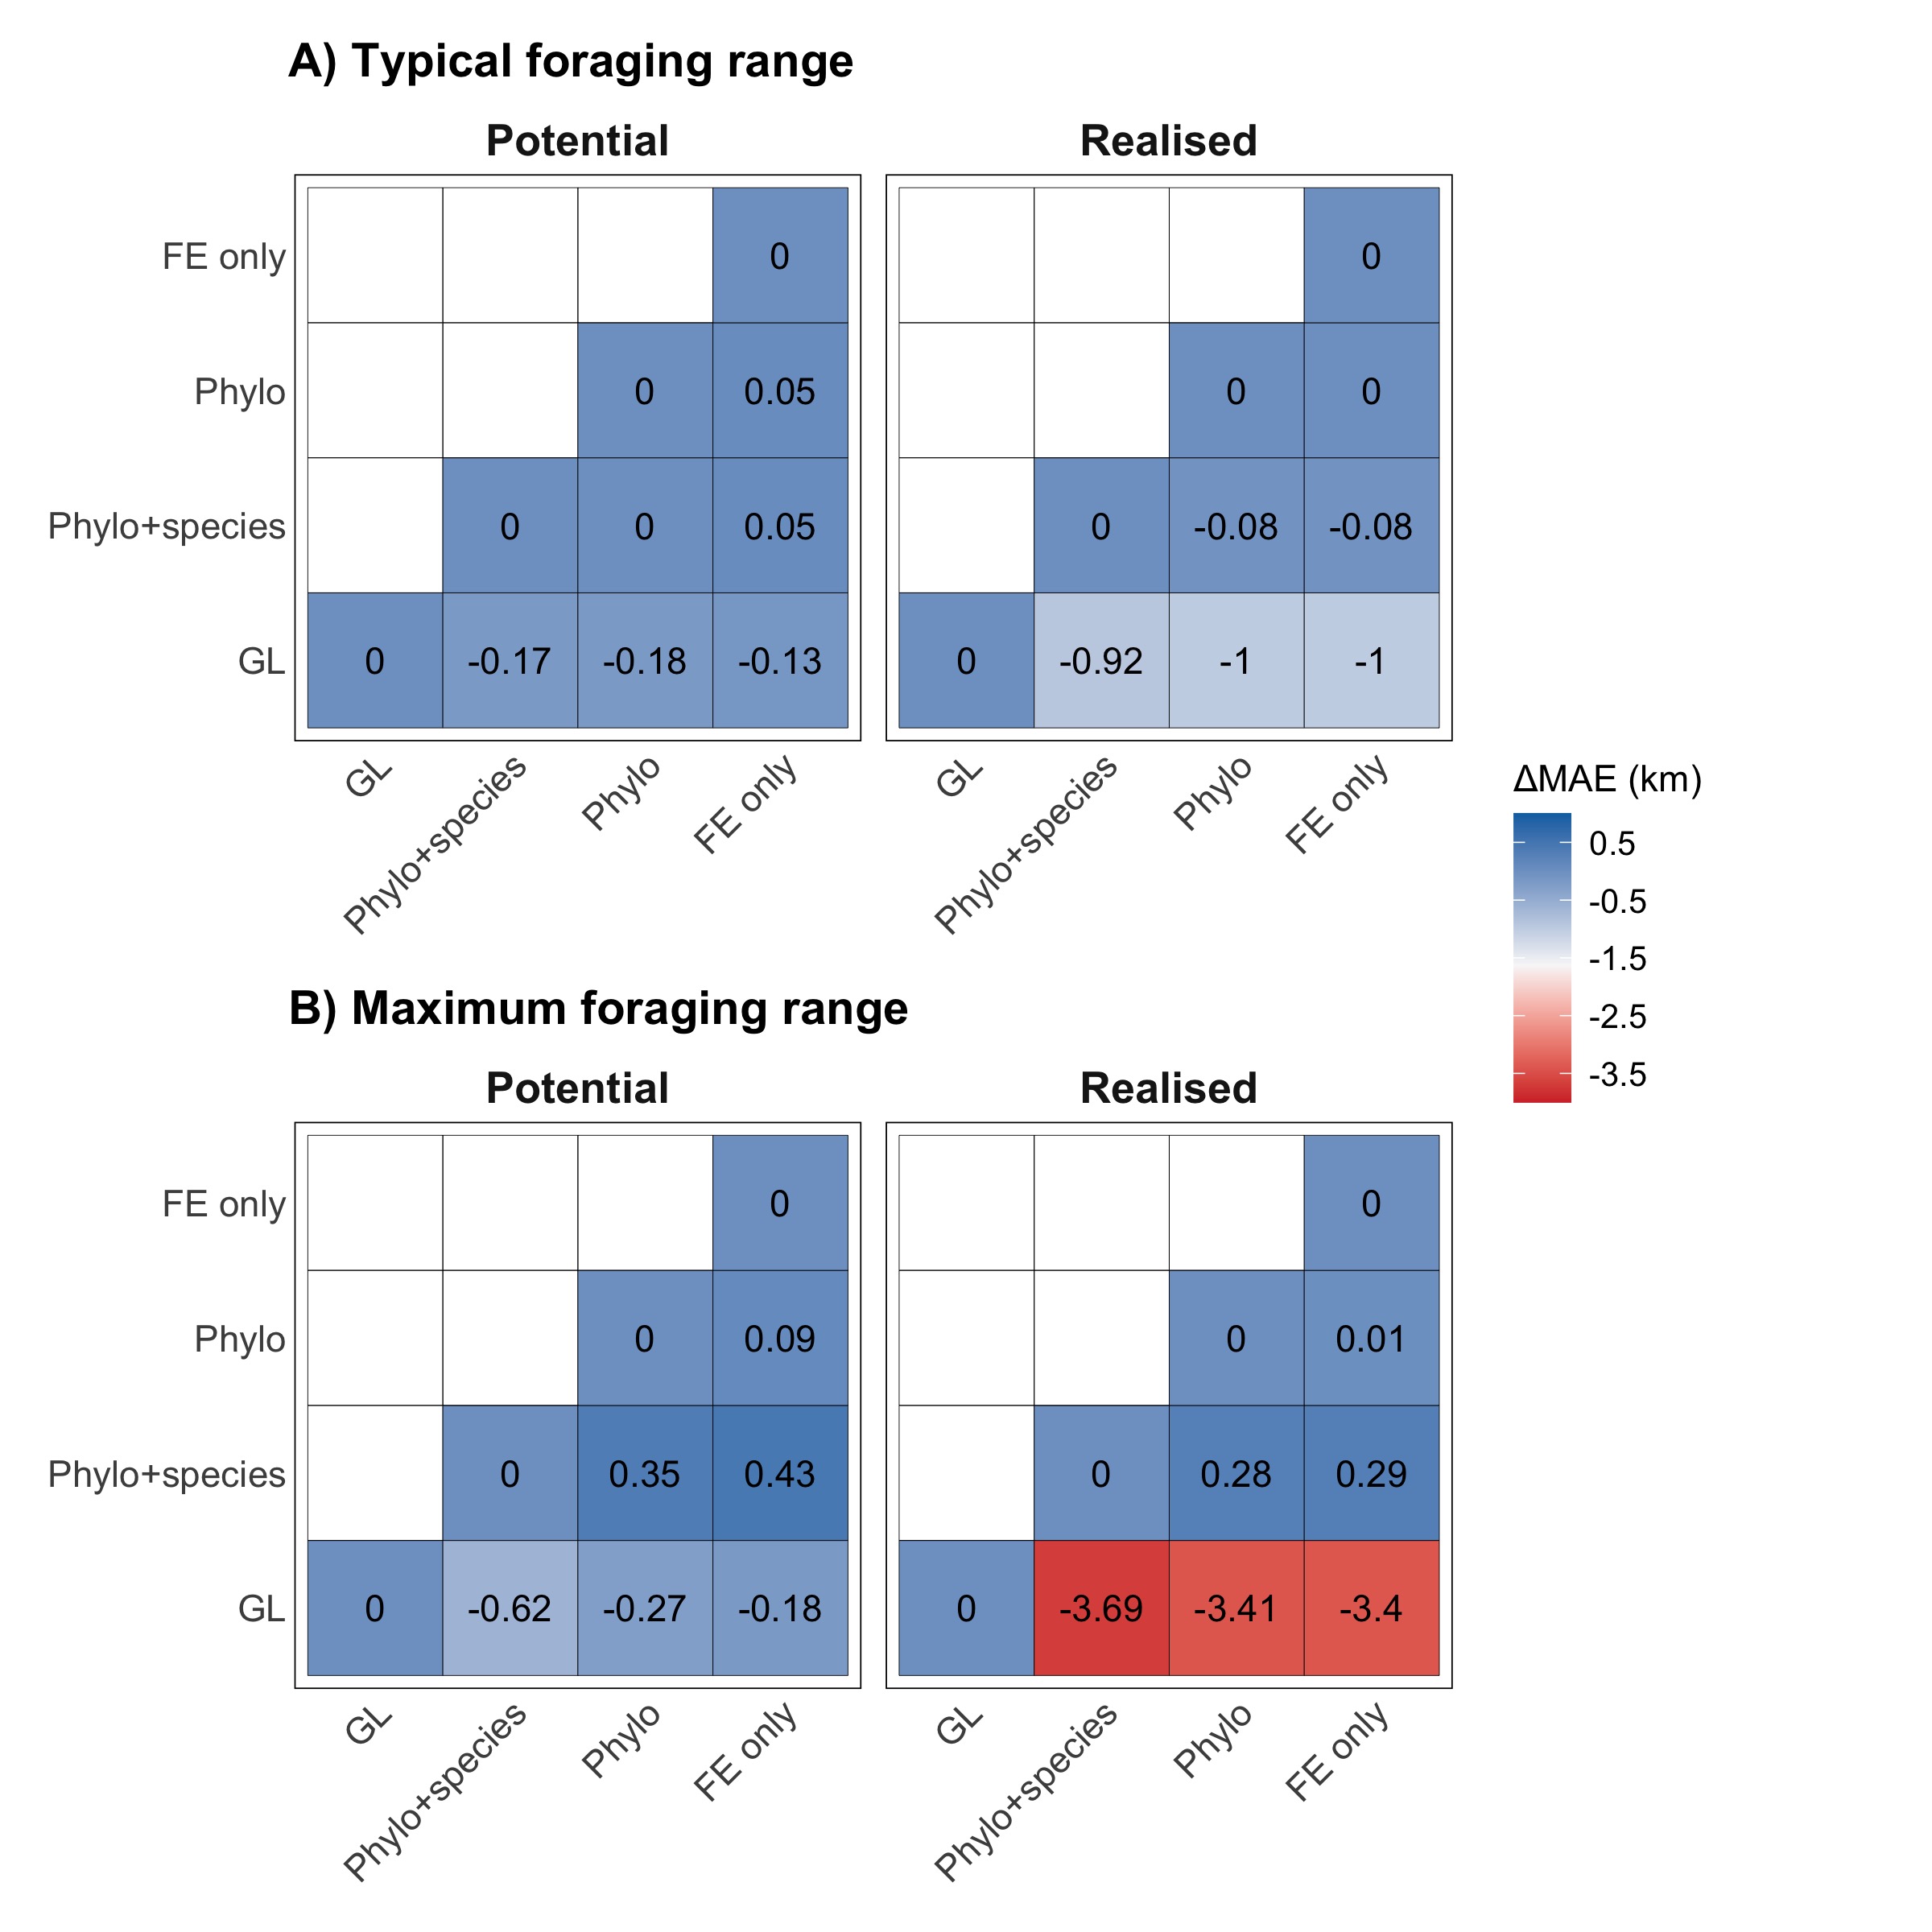 A) Typical foraging range
Potential
Realised
FE only
0
0
Phylo
0
0.05
0
0
Phylo+species
0
0
0.05
0
-0.08
-0.08
GL
0
-0.17
-0.18
-0.13
0
-0.92
-1
-1
GL
Phylo+species
Phylo
FE only
GL
Phylo+species
Phylo
FE only
ΔMAE (km)
0.5
-0.5
-1.5
-2.5
-3.5
B) Maximum foraging range
Potential
Realised
FE only
0
0
Phylo
0
0.09
0
0.01
Phylo+species
0
0.35
0.43
0
0.28
0.29
GL
0
-0.62
-0.27
-0.18
0
-3.69
-3.41
-3.4
GL
Phylo+species
Phylo
FE only
GL
Phylo+species
Phylo
FE only